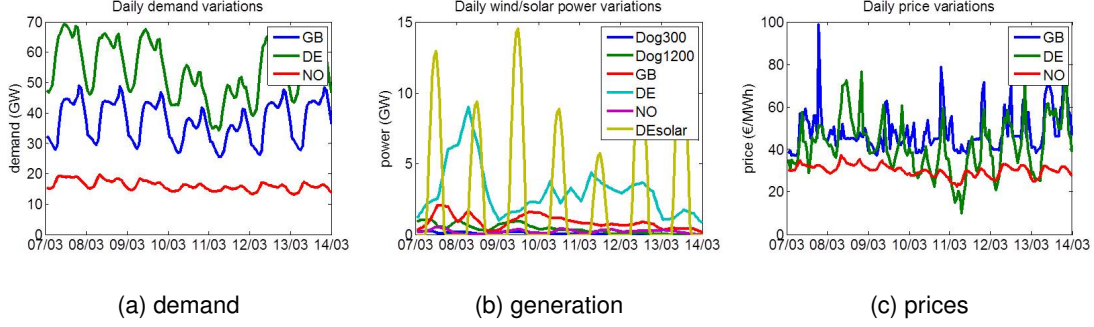 Daily demand variations
70
60
50
40
30
20
10
0
demand (GW)
GB
DE
NO
07/03 08/03 09/03 10/03 11/03 12/03 13/03 14/03
(a) demand
Daily wind/solar power variations
15
10
5
0
power (GW)
Dog300
Dog1200
GB
DE
NO
DEsolar
07/03 08/03 09/03 10/03 11/03 12/03 13/03 14/03
(b) generation
Daily price variations
100
80
60
40
20
0
price (€/MWh)
GB
DE
NO
07/03 08/03 09/03 10/03 11/03 12/03 13/03 14/03
(c) prices